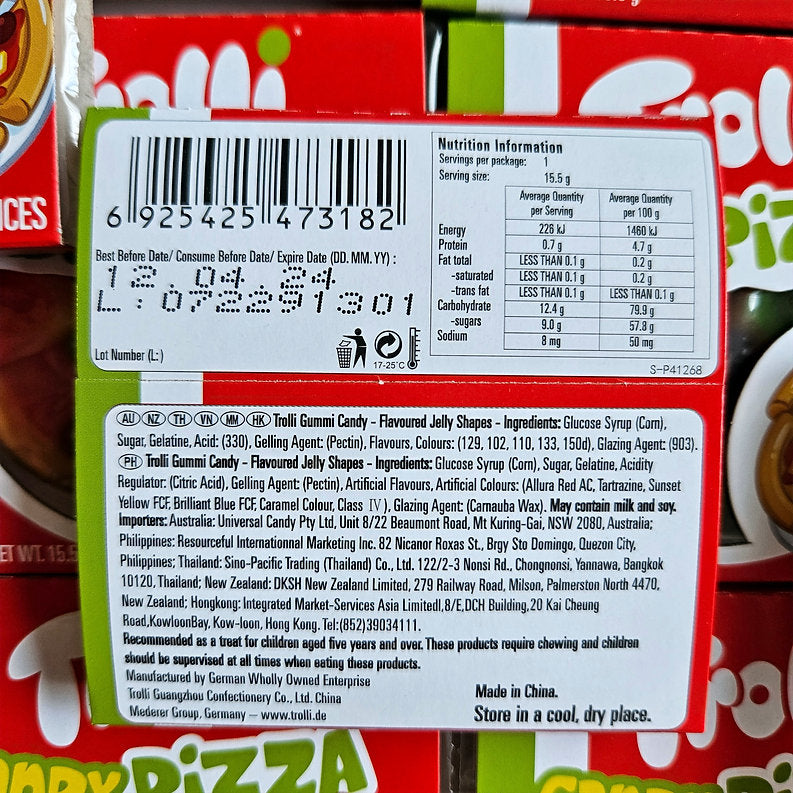 Trolli
Troll
CES
Piz
ET WT. 15.5
6 925425 473182
Best Before Date/ Consume Before Date/ Expire Date (DD. MM. YY) :
12. 04. 24
L: 072291301
Lot Number (L:)
17-25°C
Nutrition Information
Servings per package: 1
Serving size: 15.5 g
Average Quantity per Serving Average Quantity per 100 g
Energy 226 kJ 1460 kJ
Protein 0.7 g 4.7 g
Fat total LESS THAN 0.1 g 0.2 g
-saturated LESS THAN 0.1 g 0.2 g
-trans fat LESS THAN 0.1 g LESS THAN 0.1 g
Carbohydrate 12.4 g 79.9 g
-sugars 9.0 g 57.8 g
Sodium 8 mg 50 mg
S-P41268
AU NZ TH VN MM HK Trolli Gummi Candy - Flavoured Jelly Shapes - Ingredients: Glucose Syrup (Corn),
Sugar, Gelatine, Acid: (330), Gelling Agent: (Pectin), Flavours, Colours: (129, 102, 110, 133, 150d), Glazing Agent: (903).
PH Trolli Gummi Candy - Flavoured Jelly Shapes - Ingredients: Glucose Syrup (Corn), Sugar, Gelatine, Acidity
Regulator: (Citric Acid), Gelling Agent: (Pectin), Artificial Flavours, Artificial Colours: (Allura Red AC, Tartrazine, Sunset
Yellow FCF, Brilliant Blue FCF, Caramel Colour, Class IV), Glazing Agent: (Carnauba Wax). May contain milk and soy.
Importers: Australia: Universal Candy Pty Ltd, Unit 8/22 Beaumont Road, Mt Kuring-Gai, NSW 2080, Australia;
Philippines: Resourceful Internationnal Marketing Inc. 82 Nicanor Roxas St., Brgy Sto Domingo, Quezon City,
Philippines; Thailand: Sino-Pacific Trading (Thailand) Co., Ltd. 122/2-3 Nonsi Rd., Chongnonsi, Yannawa, Bangkok
10120, Thailand; New Zealand: DKSH New Zealand Limited, 279 Railway Road, Milson, Palmerston North 4470,
New Zealand; Hongkong: Integrated Market-Services Asia Limitedl,8/E,DCH Building,20 Kai Cheung
Road,KowloonBay, Kow-loon, Hong Kong. Tel:(852)39034111.
Recommended as a treat for children aged five years and over. These products require chewing and children
should be supervised at all times when eating these products.
Manufactured by German Wholly Owned Enterprise
Trolli Guangzhou Confectionery Co., Ltd. China
Mederer Group, Germany – www.trolli.de
Made in China.
Store in a cool, dry place.
T
Troll
PiZZA